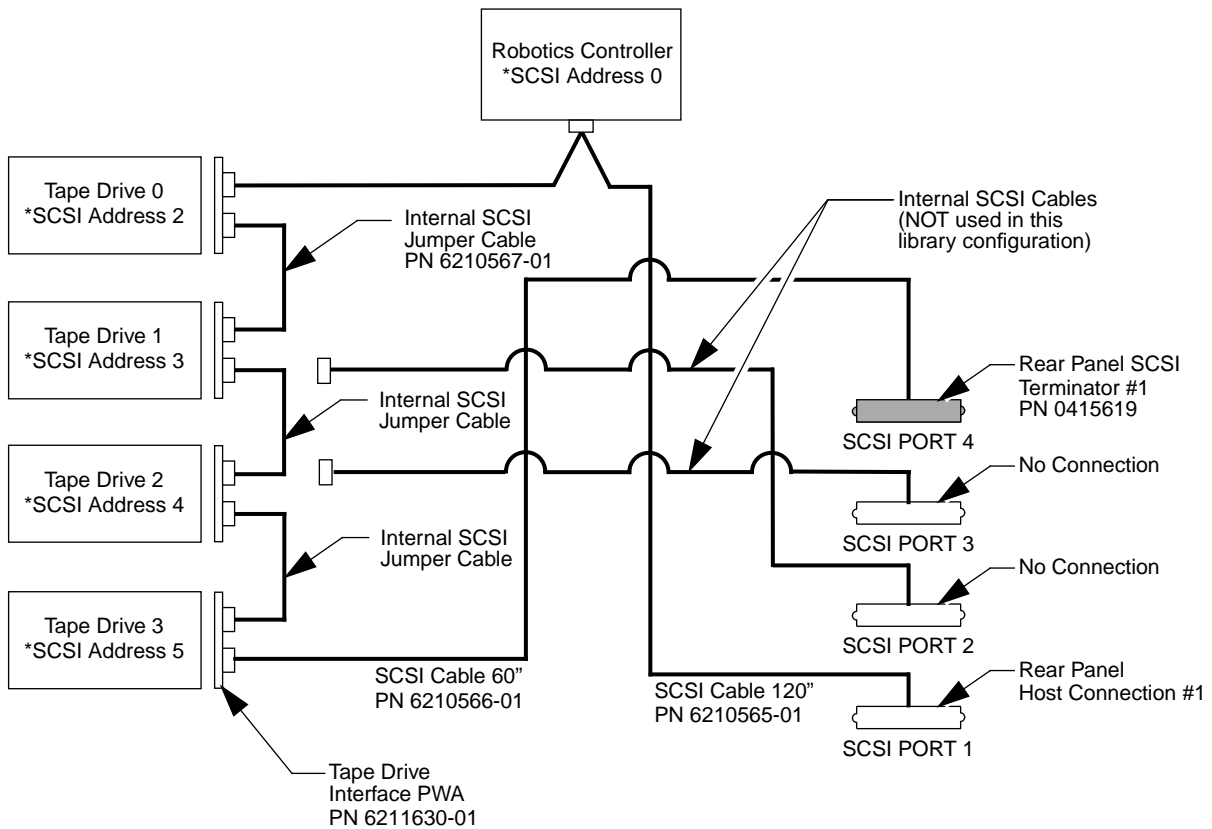 Robotics Controller
*SCSI Address 0
Tape Drive 0
*SCSI Address 2
Internal SCSI
Jumper Cable
PN 6210567-01
Internal SCSI Cables
(NOT used in this
library configuration)
Tape Drive 1
*SCSI Address 3
Internal SCSI
Jumper Cable
Rear Panel SCSI
Terminator #1
PN 0415619
SCSI PORT 4
Tape Drive 2
*SCSI Address 4
No Connection
SCSI PORT 3
Internal SCSI
Jumper Cable
No Connection
SCSI PORT 2
Tape Drive 3
*SCSI Address 5
SCSI Cable 60”
PN 6210566-01
SCSI Cable 120”
PN 6210565-01
Rear Panel
Host Connection #1
SCSI PORT 1
Tape Drive
Interface PWA
PN 6211630-01